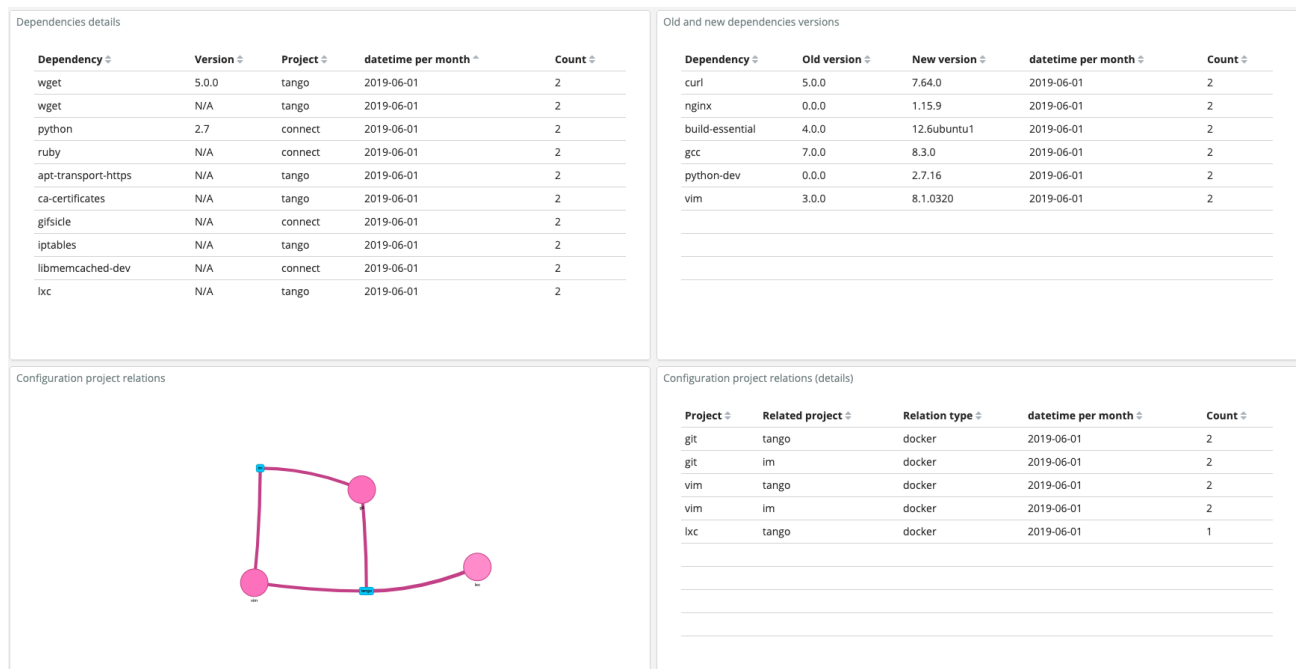 Dependencies details
Dependency Version Project datetime per month Count
wget 5.0.0 tango 2019-06-01 2
wget N/A tango 2019-06-01 2
python 2.7 connect 2019-06-01 2
ruby N/A connect 2019-06-01 2
apt-transport-https N/A tango 2019-06-01 2
ca-certificates N/A tango 2019-06-01 2
gifsicle N/A connect 2019-06-01 2
iptables N/A tango 2019-06-01 2
libmemcached-dev N/A connect 2019-06-01 2
lxc N/A tango 2019-06-01 2
Old and new dependencies versions
Dependency Old version New version datetime per month Count
curl 5.0.0 7.64.0 2019-06-01 2
nginx 0.0.0 1.15.9 2019-06-01 2
build-essential 4.0.0 12.6ubuntu1 2019-06-01 2
gcc 7.0.0 8.3.0 2019-06-01 2
python-dev 0.0.0 2.7.16 2019-06-01 2
vim 3.0.0 8.1.0320 2019-06-01 2
Configuration project relations
tango
Configuration project relations (details)
Project Related project Relation type datetime per month Count
git tango docker 2019-06-01 2
git im docker 2019-06-01 2
vim tango docker 2019-06-01 2
vim im docker 2019-06-01 2
lxc tango docker 2019-06-01 1